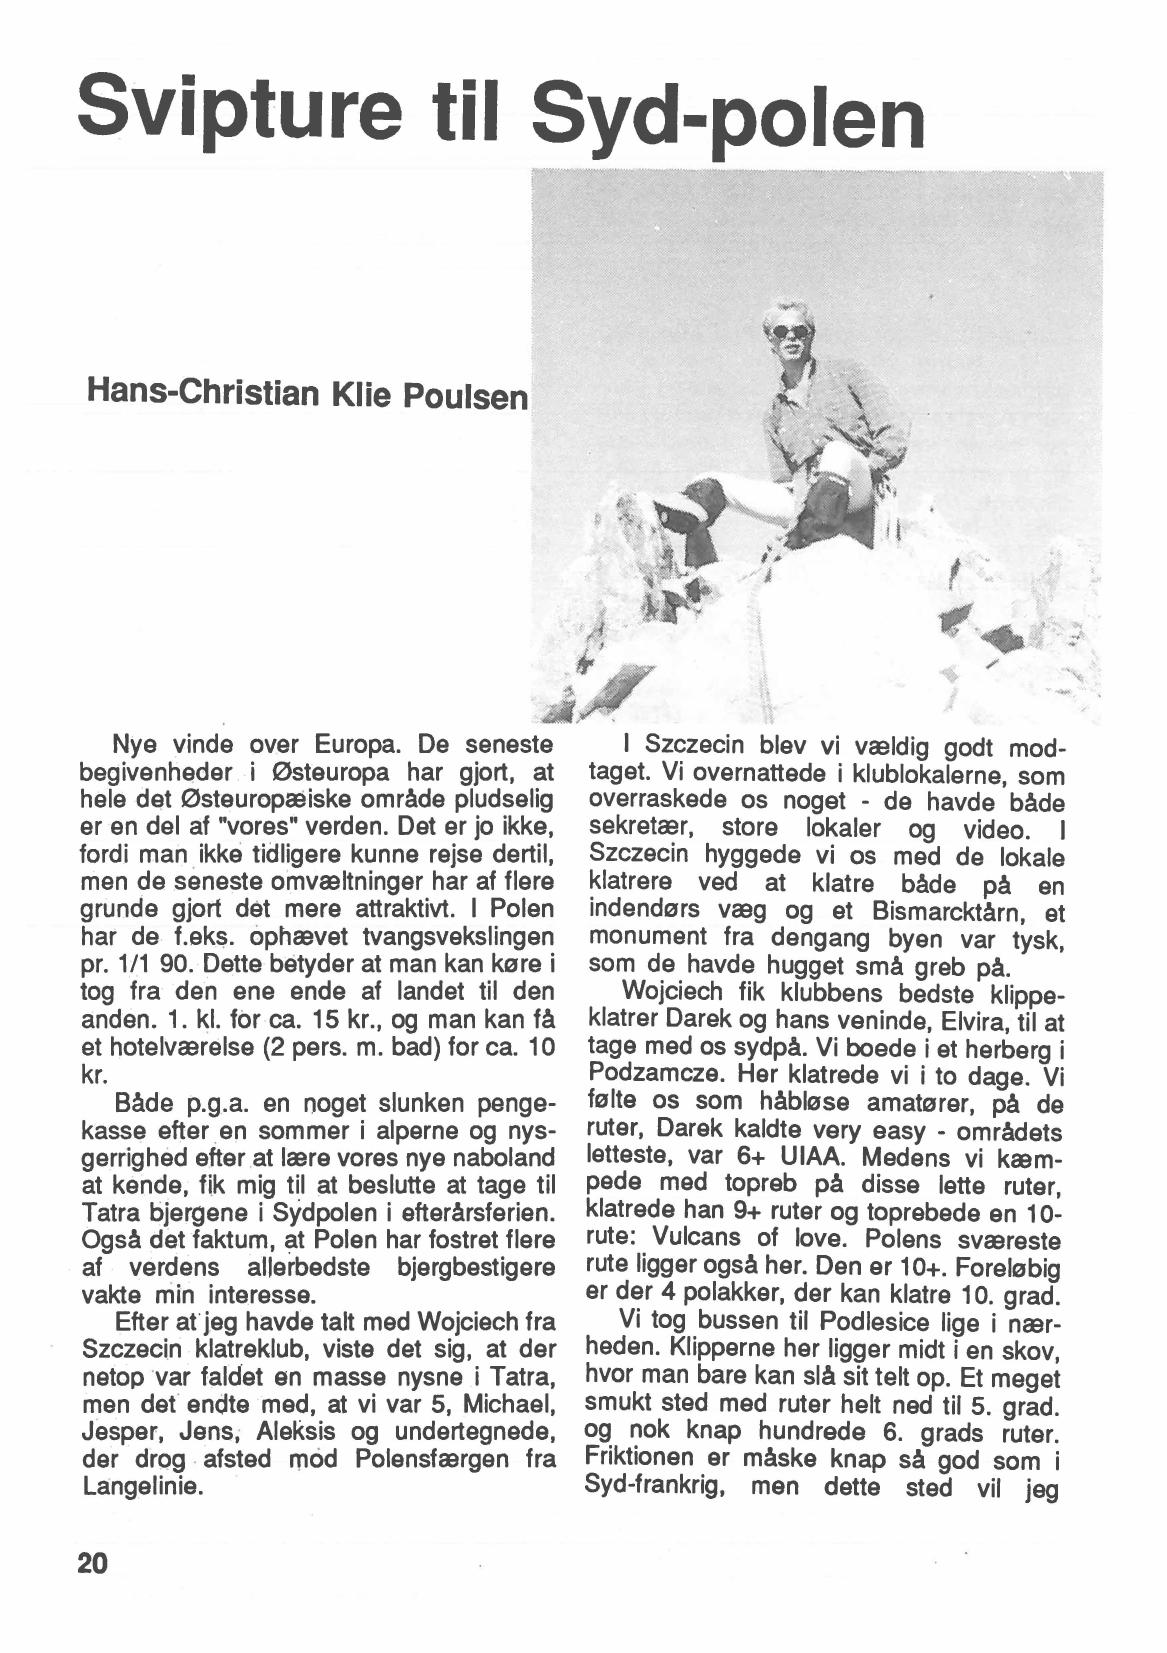 Svipture til Syd-polen
Hans-Christian Klie Poulsen
Nye vinde over Europa. De seneste
begivenheder i Østeuropa har gjort, at
hele det Østeuropæiske område pludselig
er en del af "vores" verden. Det er jo ikke,
fordi man ikke tidligere kunne rejse dertil,
men de seneste omvæltninger har af flere
grunde gjort det mere attraktivt. I Polen
har de f.eks. ophævet tvangsvekslingen
pr. 1/1 90. Dette betyder at man kan køre i
tog fra den ene ende af landet til den
anden. 1. kl. for ca. 15 kr., og man kan få
et hotelværelse (2 pers. m. bad) for ca. 10
kr.
Både p.g.a. en noget slunken penge-
kasse efter en sommer i alperne og nys-
gerrighed efter at lære vores nye naboland
at kende, fik mig til at beslutte at tage til
Tatra bjergene i Sydpolen i efterårsferien.
Også det faktum, at Polen har fostret flere
af verdens allerbedste bjergbestigere
vakte min interesse.
Efter at jeg havde talt med Wojciech fra
Szczecin klatreklub, viste det sig, at der
netop var faldet en masse nysne i Tatra,
men det endte med, at vi var 5, Michael,
Jesper, Jens, Aleksis og undertegnede,
der drog afsted mod Polensfærgen fra
Langelinie.
I Szczecin blev vi vældig godt mod-
taget. Vi overnattede i klublokalerne, som
overraskede os noget - de havde både
sekretær, store lokaler og video. I
Szczecin hyggede vi os med de lokale
klatrere ved at klatre både på en
indendørs væg og et Bismarcktårn, et
monument fra dengang byen var tysk,
som de havde hugget små greb på.
Wojciech fik klubbens bedste klippe-
klatrer Darek og hans veninde, Elvira, til at
tage med os sydpå. Vi boede i et herberg i
Podzamcze. Her klatrede vi i to dage. Vi
følte os som håbløse amatører, på de
ruter, Darek kaldte very easy - områdets
letteste, var 6+ UIAA. Medens vi kæm-
pede med topreb på disse lette ruter,
klatrede han 9+ ruter og toprebede en 10-
rute: Vulcans of love. Polens sværeste
rute ligger også her. Den er 10+. Foreløbig
er der 4 polakker, der kan klatre 10. grad.
Vi tog bussen til Podlesice lige i nær-
heden. Klipperne her ligger midt i en skov,
hvor man bare kan slå sit telt op. Et meget
smukt sted med ruter helt ned til 5. grad.
og nok knap hundrede 6. grads ruter.
Friktionen er måske knap så god som i
Syd-frankrig, men dette sted vil jeg
20